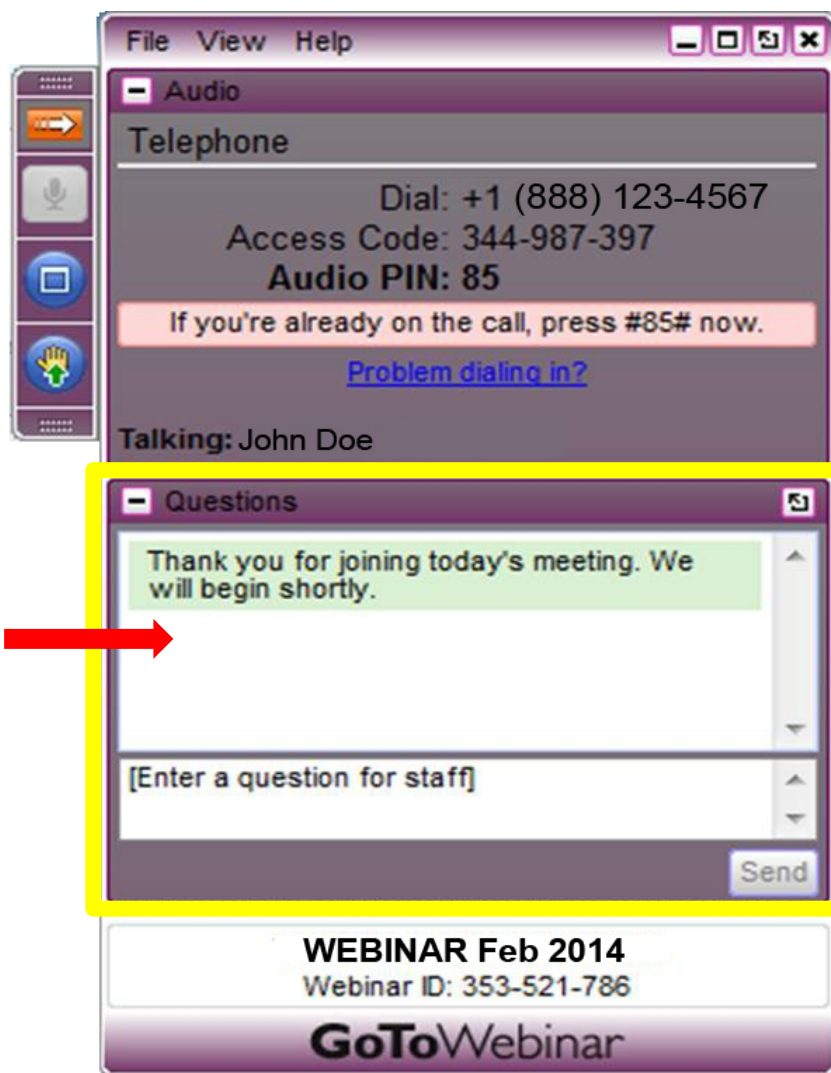 File View Help
Audio
Telephone
Dial: +1 (888) 123-4567
Access Code: 344-987-397
Audio PIN: 85
If you're already on the call, press #85# now.
Problem dialing in?
Talking: John Doe
Questions
Thank you for joining today's meeting. We
will begin shortly.
[Enter a question for staff]
Send
WEBINAR Feb 2014
Webinar ID: 353-521-786
GoToWebinar